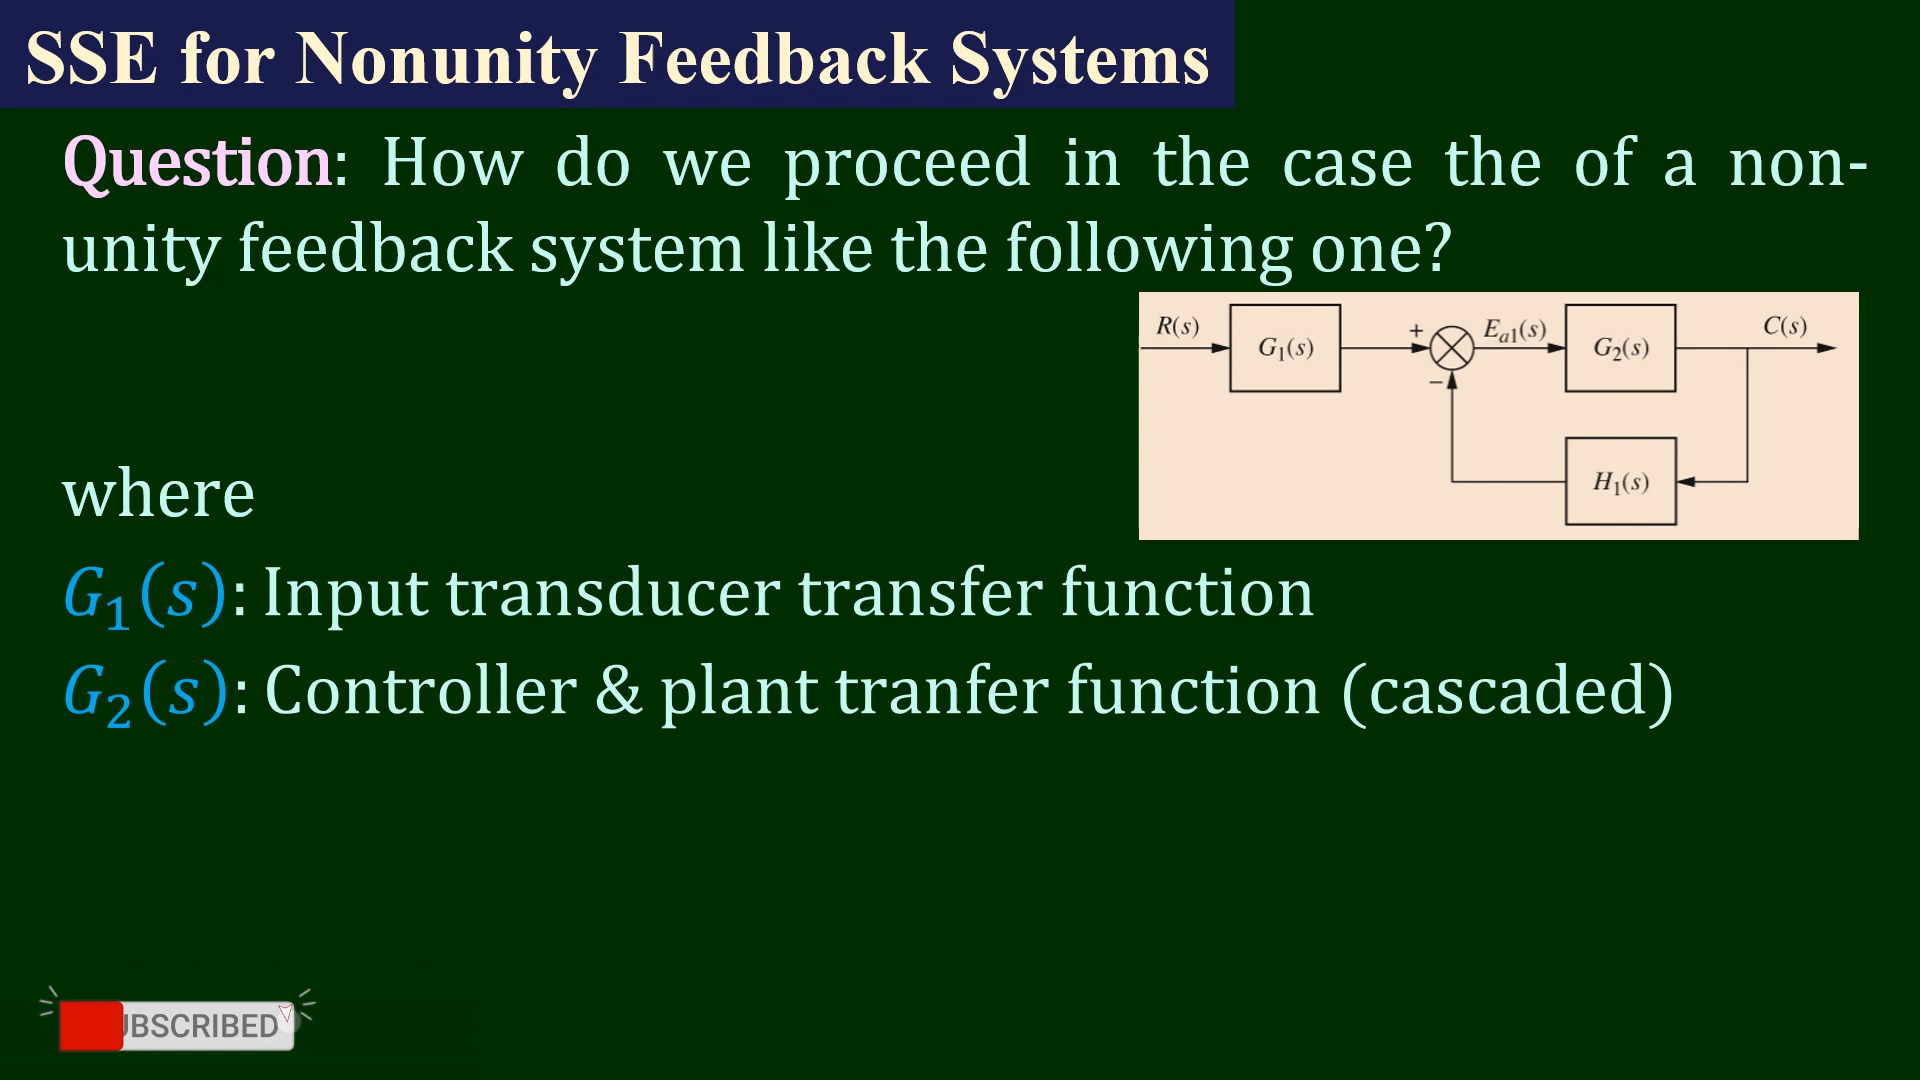 SSE for Nonunity Feedback Systems
Question: How do we proceed in the case the of a non-
unity feedback system like the following one?
R(s) G₁(s) + Eₐ₁(s) G₂(s) C(s)
−
H₁(s)
where
G₁(s): Input transducer transfer function
G₂(s): Controller & plant tranfer function (cascaded)
UBSCRIBED